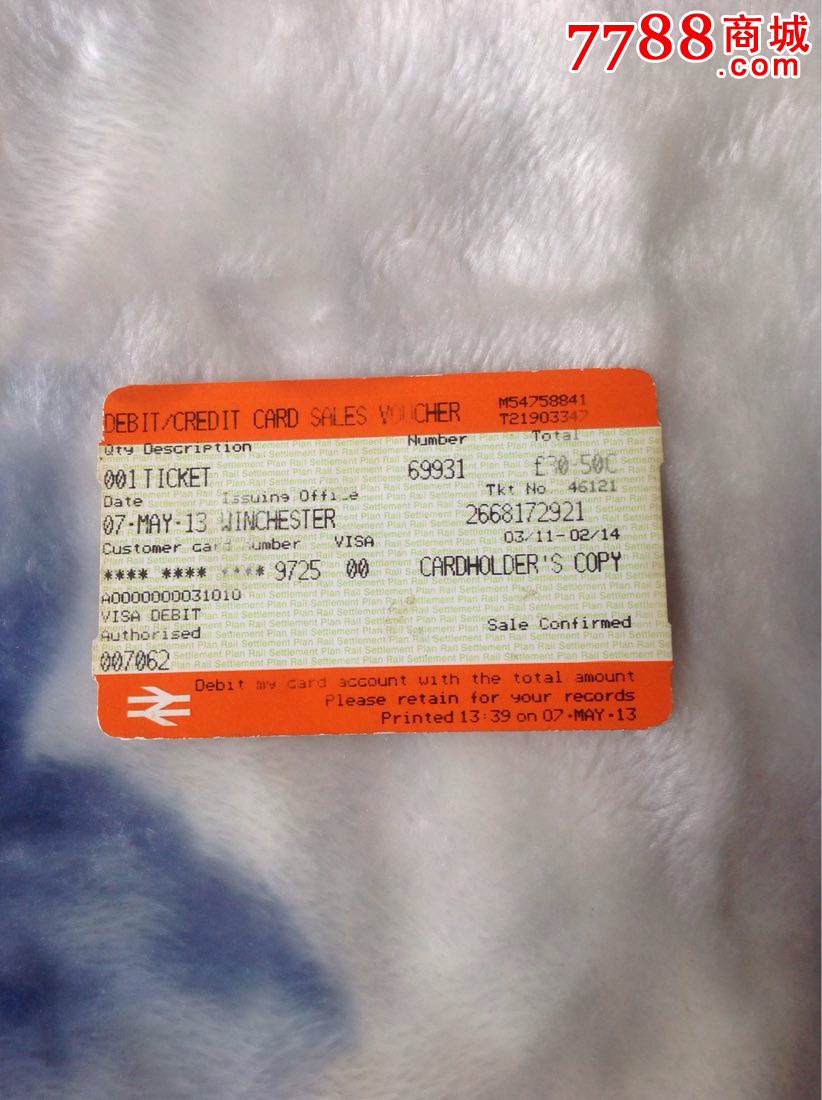 7788商城
.com
DEBIT/CREDIT CARD SALES VOUCHER M54758841
T21903347
Qty Description Number Total
001 TICKET 69931 £30·50C
Tkt No 46121
Date Issuing Office
07·MAY·13 WINCHESTER 2668172921
Customer card number VISA 03/11-02/14
**** **** **** 9725 00 CARDHOLDER'S COPY
A0000000031010
VISA DEBIT Sale Confirmed
Authorised
007062
Debit my card account with the total amount
Please retain for your records
Printed 13:39 on 07·MAY·13